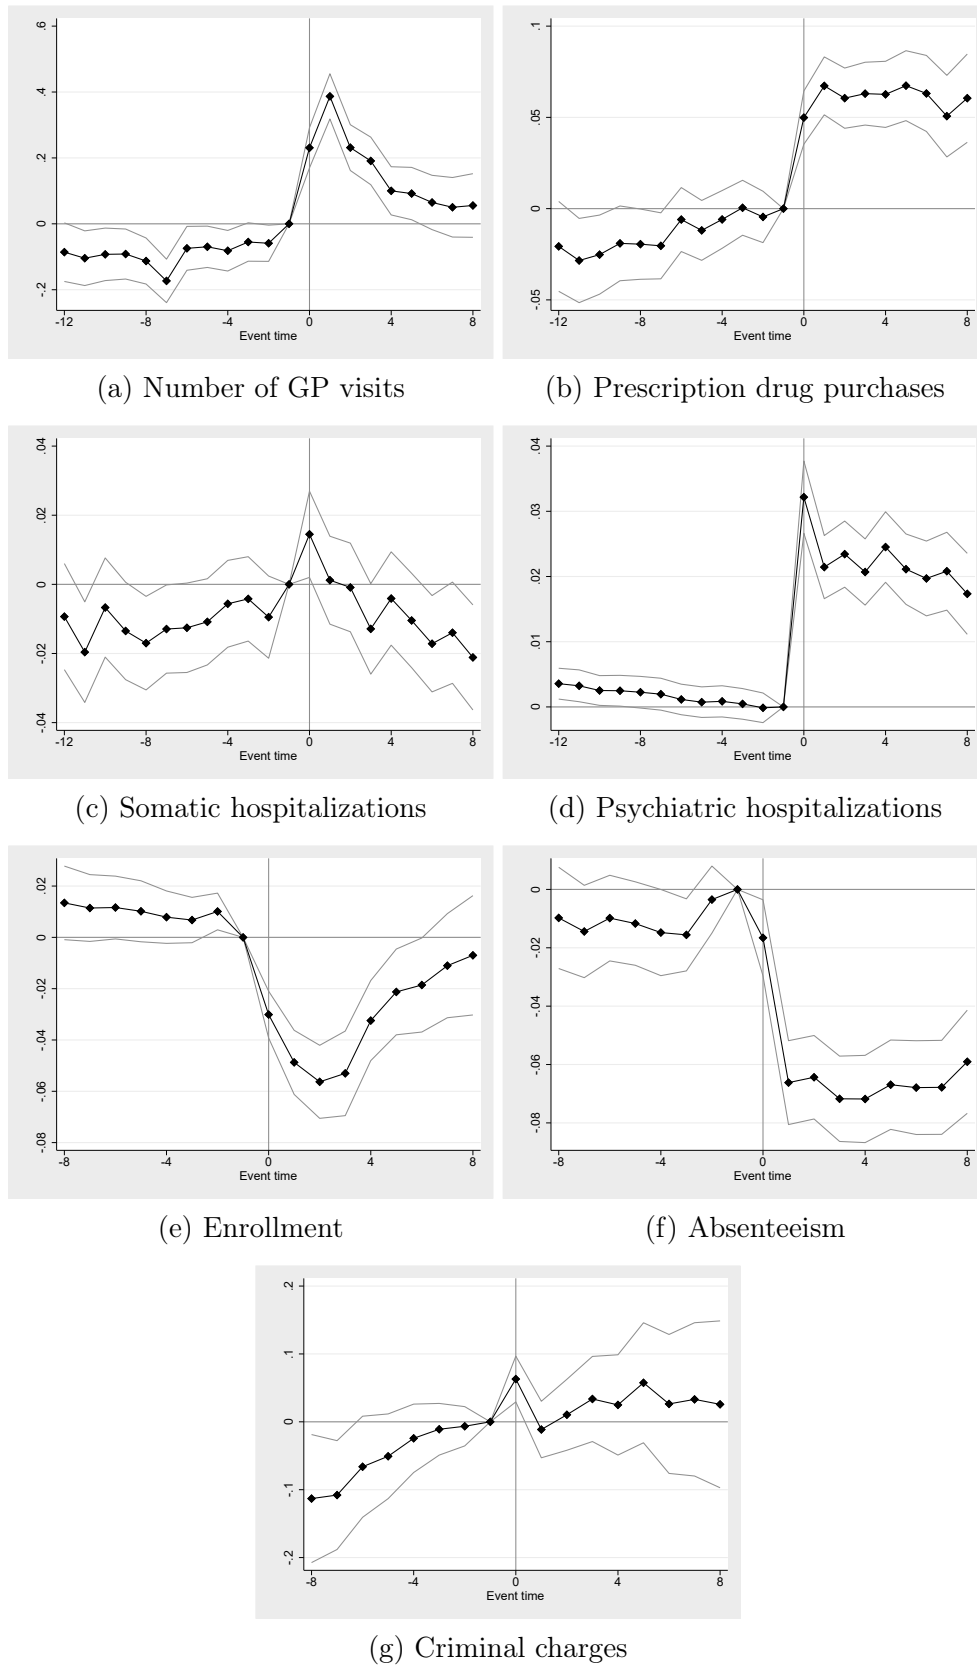 .6
.4
.2
0
-.2
-12 -8 -4 0 4 8
Event time
(a) Number of GP visits
.1
.05
0
-.05
-12 -8 -4 0 4 8
Event time
(b) Prescription drug purchases
.04
.02
0
-.02
-.04
-12 -8 -4 0 4 8
Event time
(c) Somatic hospitalizations
.04
.03
.02
.01
0
-12 -8 -4 0 4 8
Event time
(d) Psychiatric hospitalizations
.02
0
-.02
-.04
-.06
-.08
-8 -4 0 4 8
Event time
(e) Enrollment
0
-.02
-.04
-.06
-.08
-8 -4 0 4 8
Event time
(f) Absenteeism
.2
.1
0
-.1
-.2
-8 -4 0 4 8
Event time
(g) Criminal charges